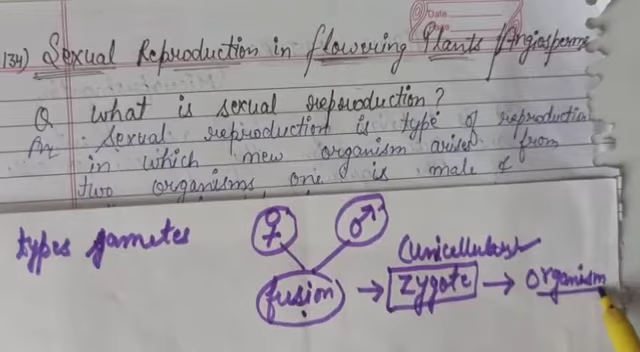 Date
134) Sexual Reproduction in flowering Plants/Angiosperms
Q what is sexual reproduction?
An: Sexual reproduction is type of reproduction
in which new organism arises from
two organisms, one is male &
types gametes
♀ ♂
(unicellular)
fusion → Zygote → Organism